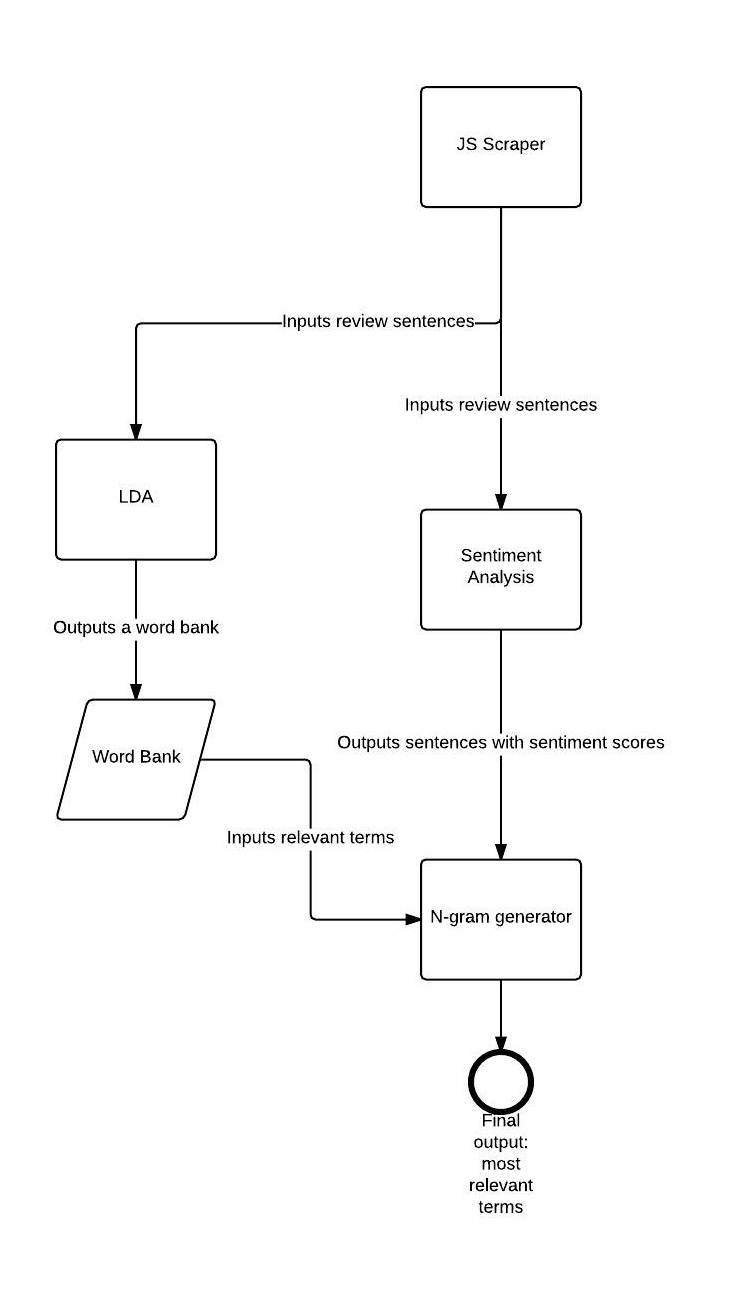 JS Scraper
Inputs review sentences
Inputs review sentences
LDA
Sentiment
Analysis
Outputs a word bank
Outputs sentences with sentiment scores
Word Bank
Inputs relevant terms
N-gram generator
Final
output:
most
relevant
terms